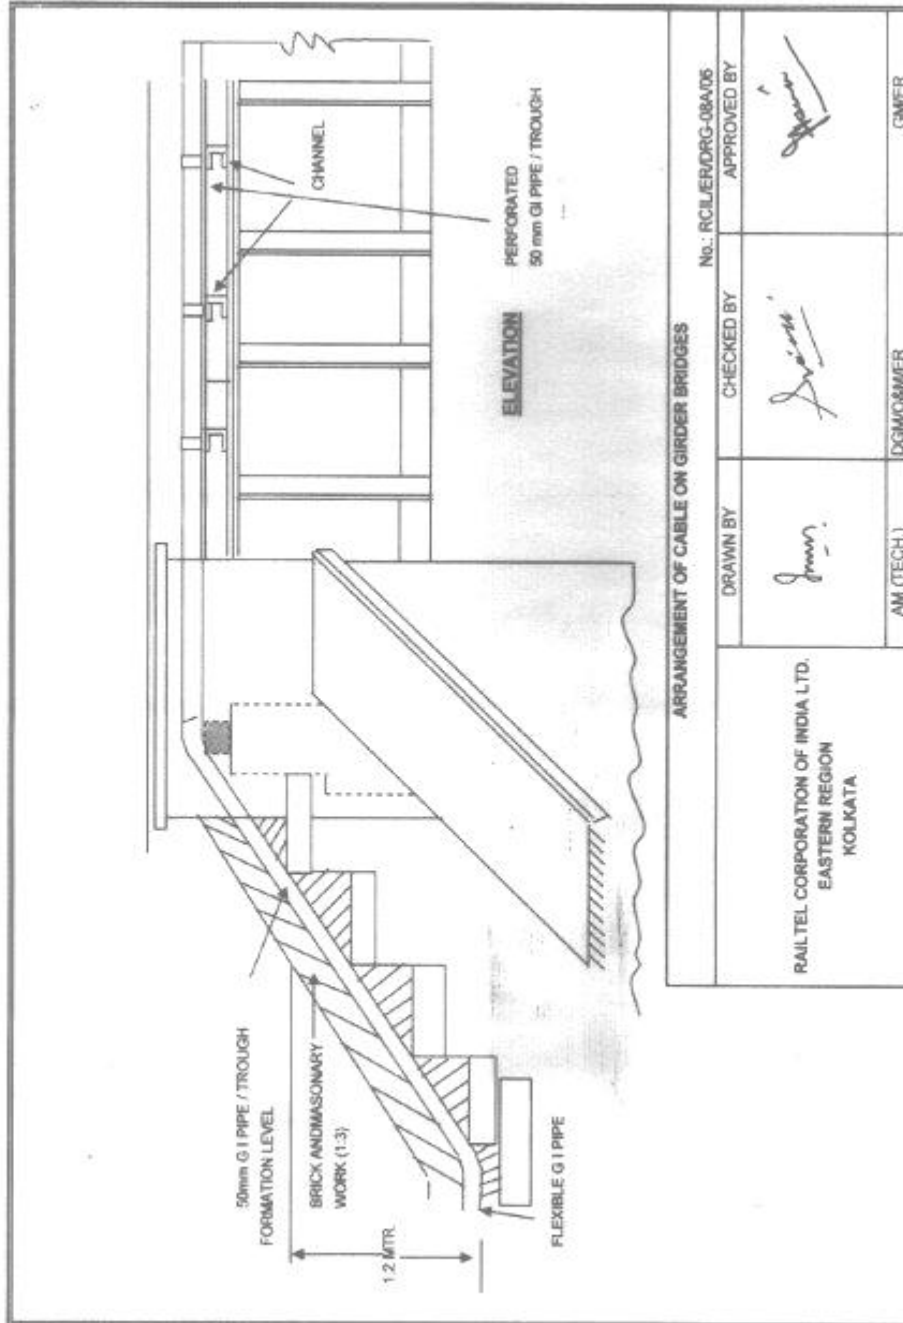 50mm G I PIPE / TROUGH
FORMATION LEVEL
BRICK ANDMASONARY
WORK (1:3)
1.2 MTR.
FLEXIBLE G I PIPE
CHANNEL
PERFORATED
50 mm GI PIPE / TROUGH
ELEVATION
ARRANGEMENT OF CABLE ON GIRDER BRIDGES
No.: RCIL/ER/DRG-08A/06
RAILTEL CORPORATION OF INDIA LTD.
EASTERN REGION
KOLKATA
DRAWN BY
CHECKED BY
APPROVED BY
AM (TECH.)
DGM/O&M/ER
GM/ER